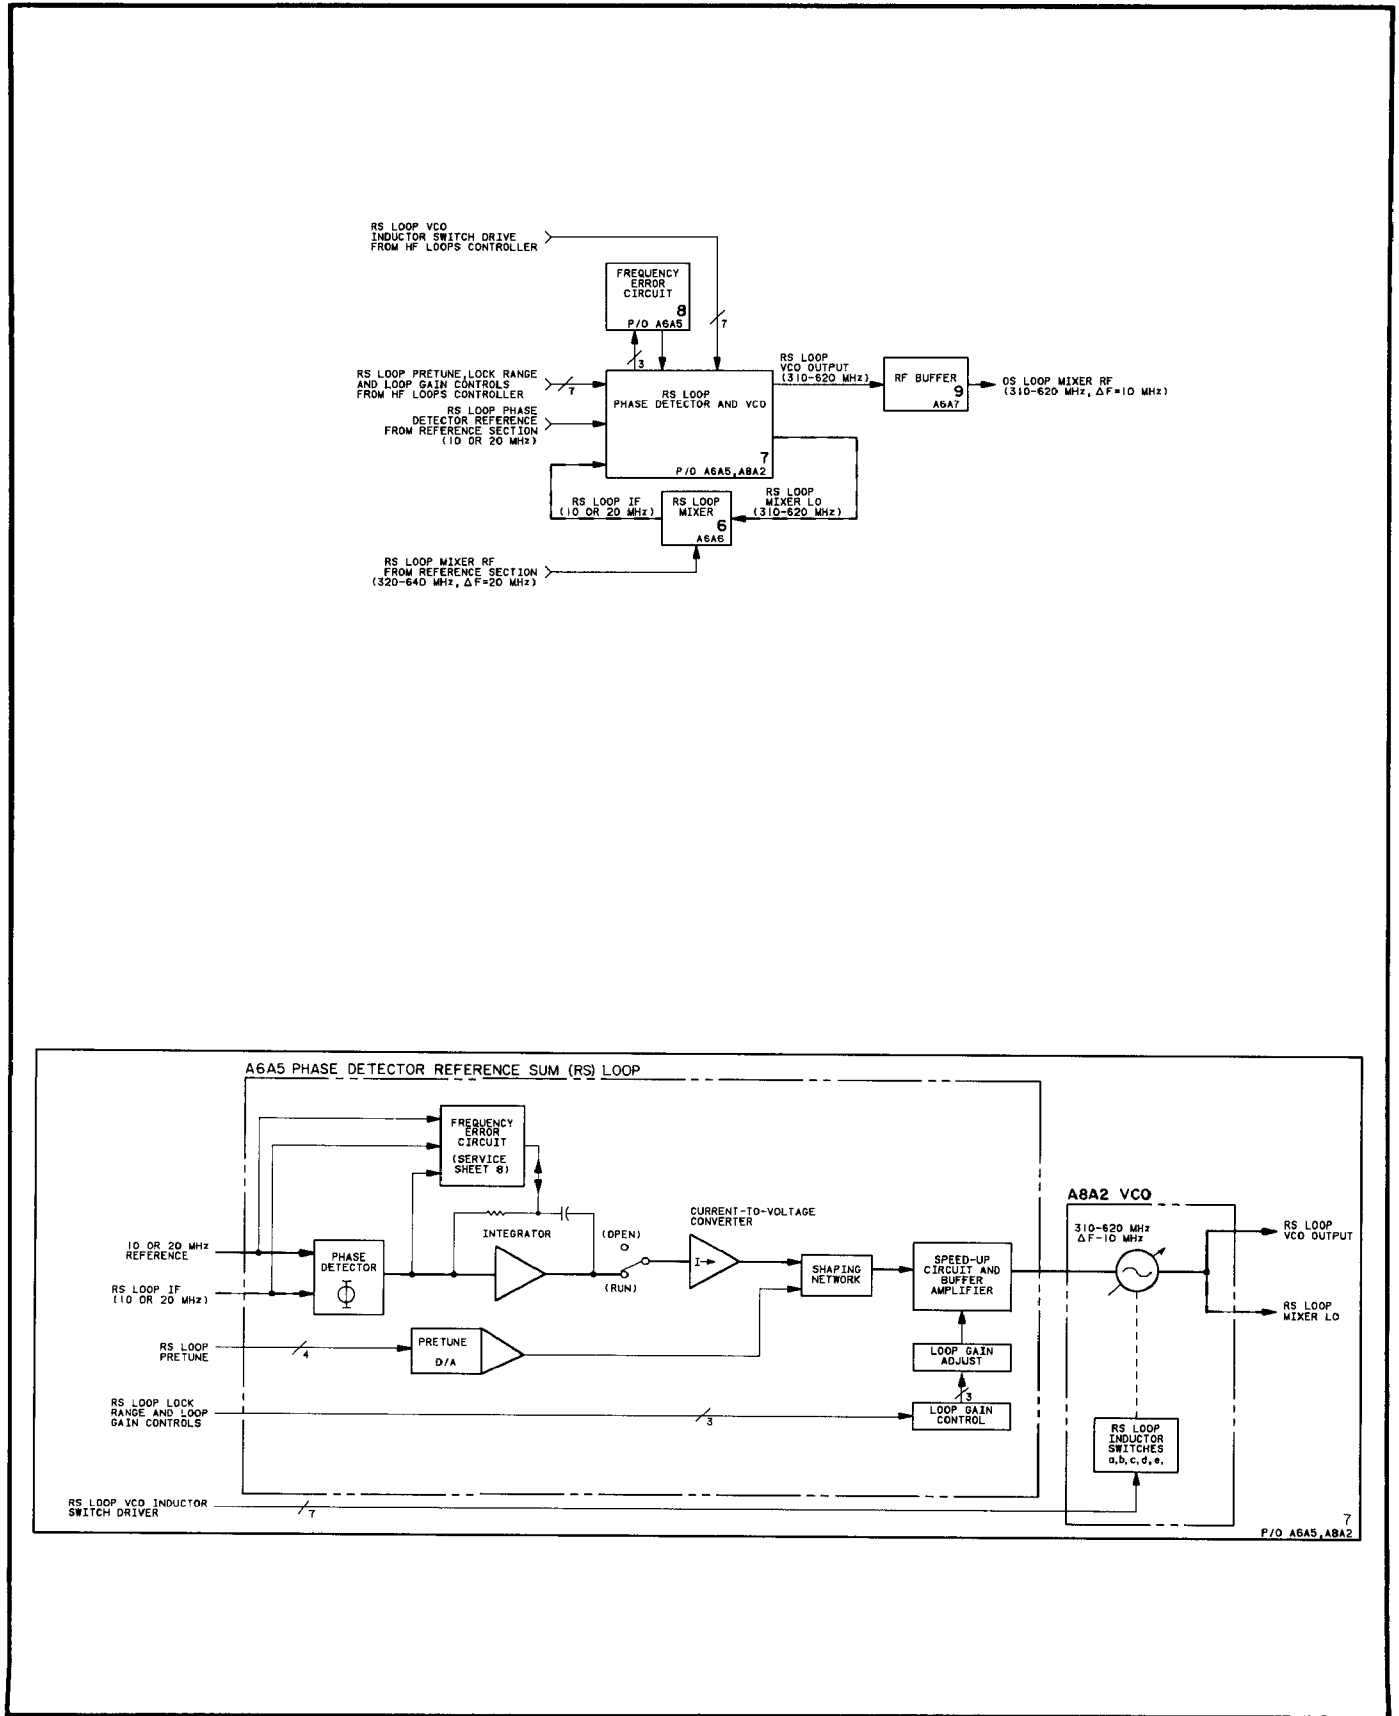 RS LOOP VCO
INDUCTOR SWITCH DRIVE
FROM HF LOOPS CONTROLLER
FREQUENCY
ERROR
CIRCUIT
8
P/O A6A5
7
3
RS LOOP PRETUNE, LOCK RANGE
AND LOOP GAIN CONTROLS
FROM HF LOOPS CONTROLLER
7
RS LOOP PHASE
DETECTOR REFERENCE
FROM REFERENCE SECTION
(10 OR 20 MHz)
RS LOOP
PHASE DETECTOR AND VCO
7
P/O A6A5,A8A2
RS LOOP
VCO OUTPUT
(310-620 MHz)
RF BUFFER
9
A6A7
OS LOOP MIXER RF
(310-620 MHz, ΔF=10 MHz)
RS LOOP IF
(10 OR 20 MHz)
RS LOOP
MIXER
6
A6A6
RS LOOP
MIXER LO
(310-620 MHz)
RS LOOP MIXER RF
FROM REFERENCE SECTION
(320-640 MHz, ΔF=20 MHz)
A6A5 PHASE DETECTOR REFERENCE SUM (RS) LOOP
FREQUENCY
ERROR
CIRCUIT
(SERVICE
SHEET 8)
10 OR 20 MHz
REFERENCE
RS LOOP IF
(10 OR 20 MHz)
PHASE
DETECTOR
Φ
INTEGRATOR
(OPEN)
(RUN)
CURRENT-TO-VOLTAGE
CONVERTER
I→
SHAPING
NETWORK
SPEED-UP
CIRCUIT AND
BUFFER
AMPLIFIER
A8A2 VCO
310-620 MHz
ΔF-10 MHz
RS LOOP
VCO OUTPUT
RS LOOP
MIXER LO
RS LOOP
PRETUNE
4
PRETUNE
D/A
LOOP GAIN
ADJUST
3
RS LOOP LOCK
RANGE AND LOOP
GAIN CONTROLS
3
LOOP GAIN
CONTROL
RS LOOP
INDUCTOR
SWITCHES
a,b,c,d,e,
RS LOOP VCO INDUCTOR
SWITCH DRIVER
7
7
P/O A6A5,A8A2